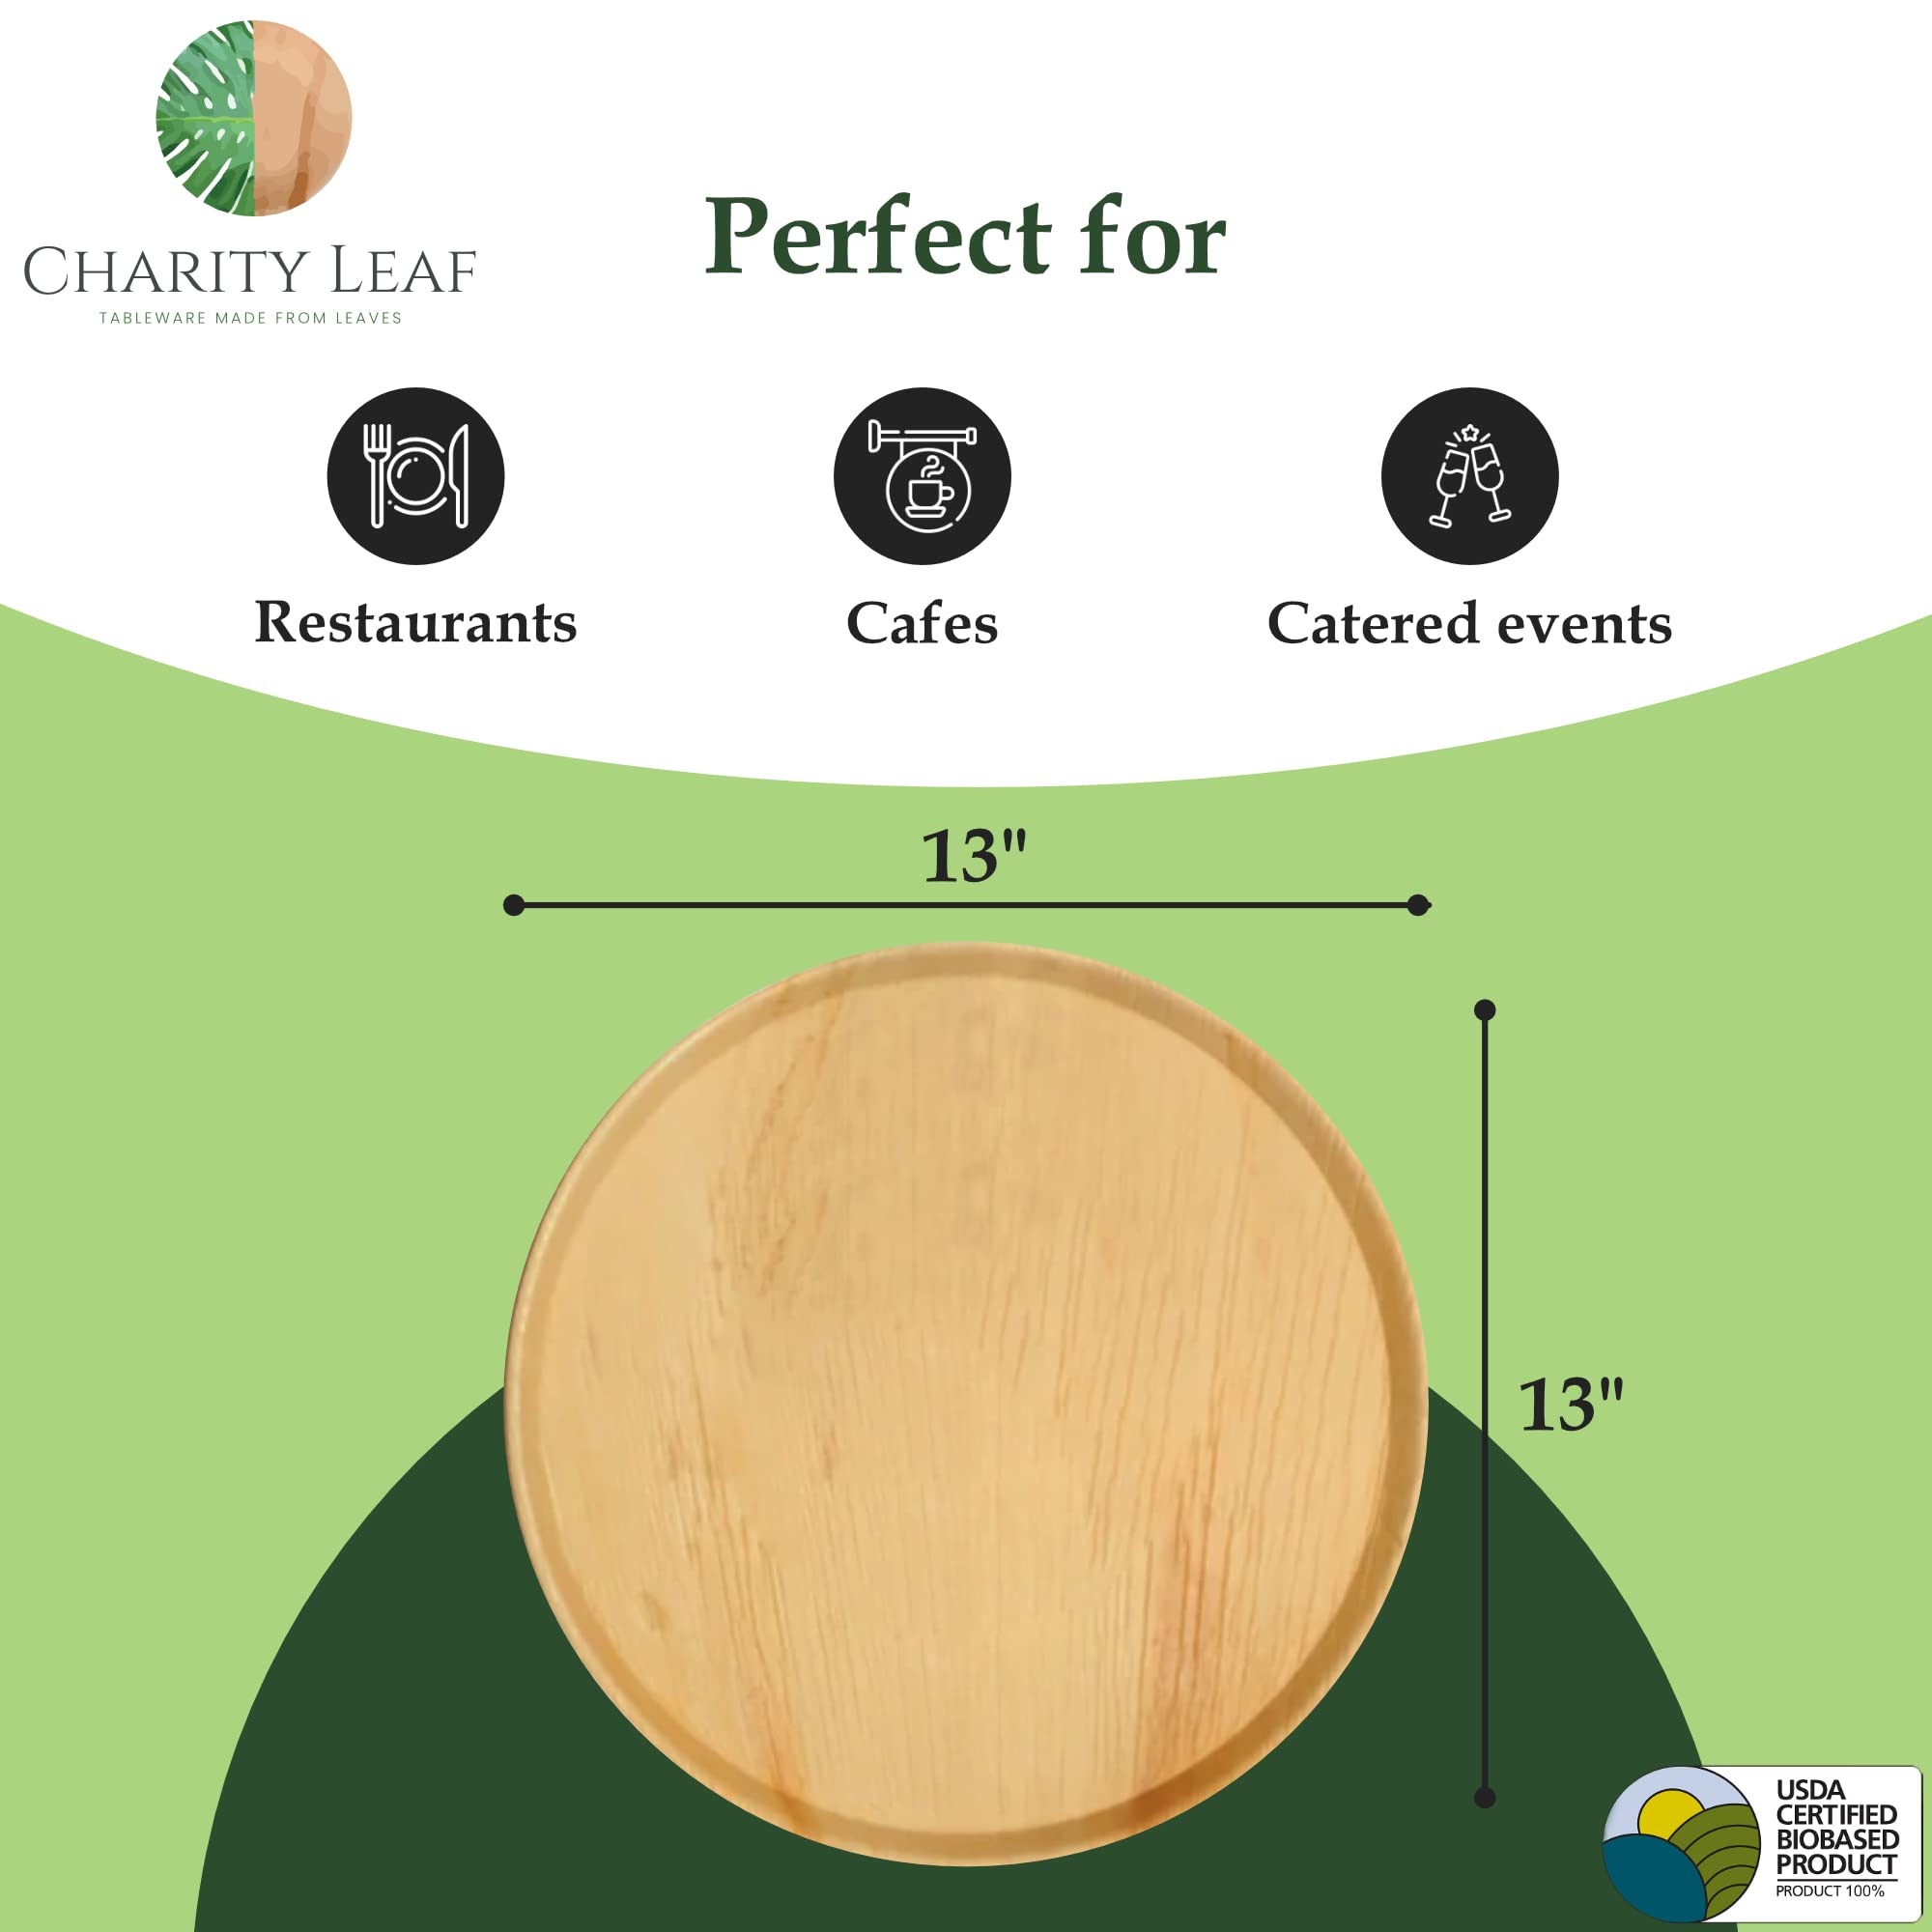 CHARITY LEAF
TABLEWARE MADE FROM LEAVES
Perfect for
Restaurants
Cafes
Catered events
13"
13"
USDA
CERTIFIED
BIOBASED
PRODUCT
PRODUCT 100%